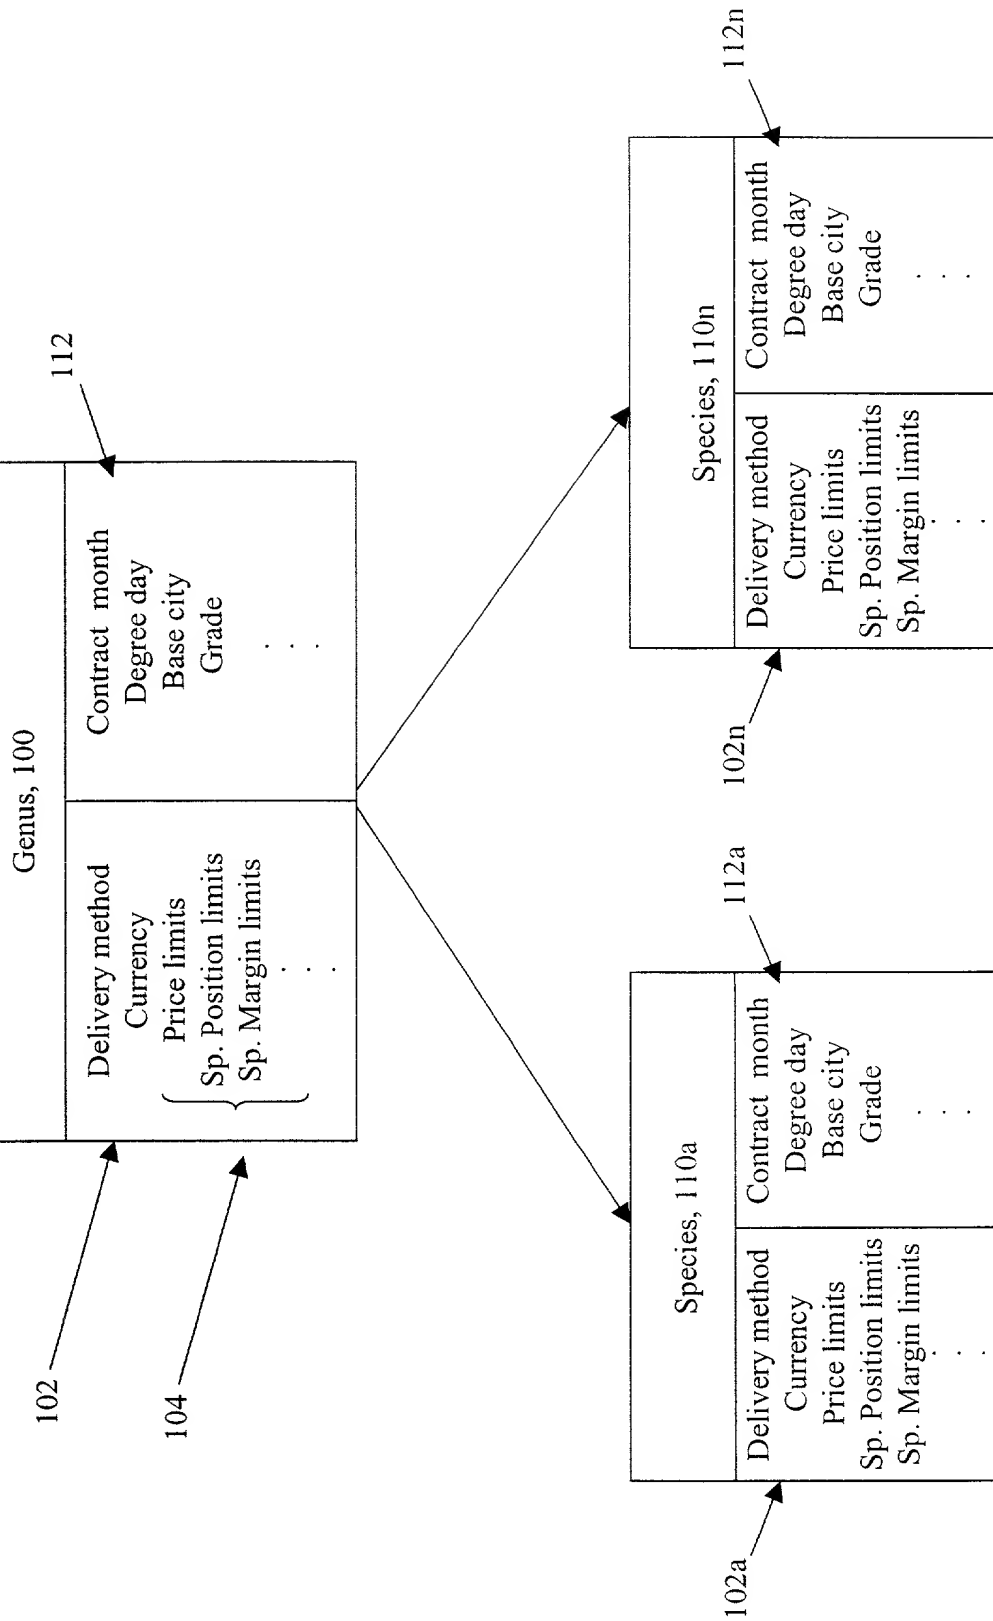 Genus, 100
102
104
112
Delivery method
Currency
Price limits
Sp. Position limits
Sp. Margin limits
. . .
Contract month
Degree day
Base city
Grade
. . .
Species, 110a
102a
112a
Delivery method
Currency
Price limits
Sp. Position limits
Sp. Margin limits
. . .
Contract month
Degree day
Base city
Grade
. . .
Species, 110n
102n
112n
Delivery method
Currency
Price limits
Sp. Position limits
Sp. Margin limits
. . .
Contract month
Degree day
Base city
Grade
. . .